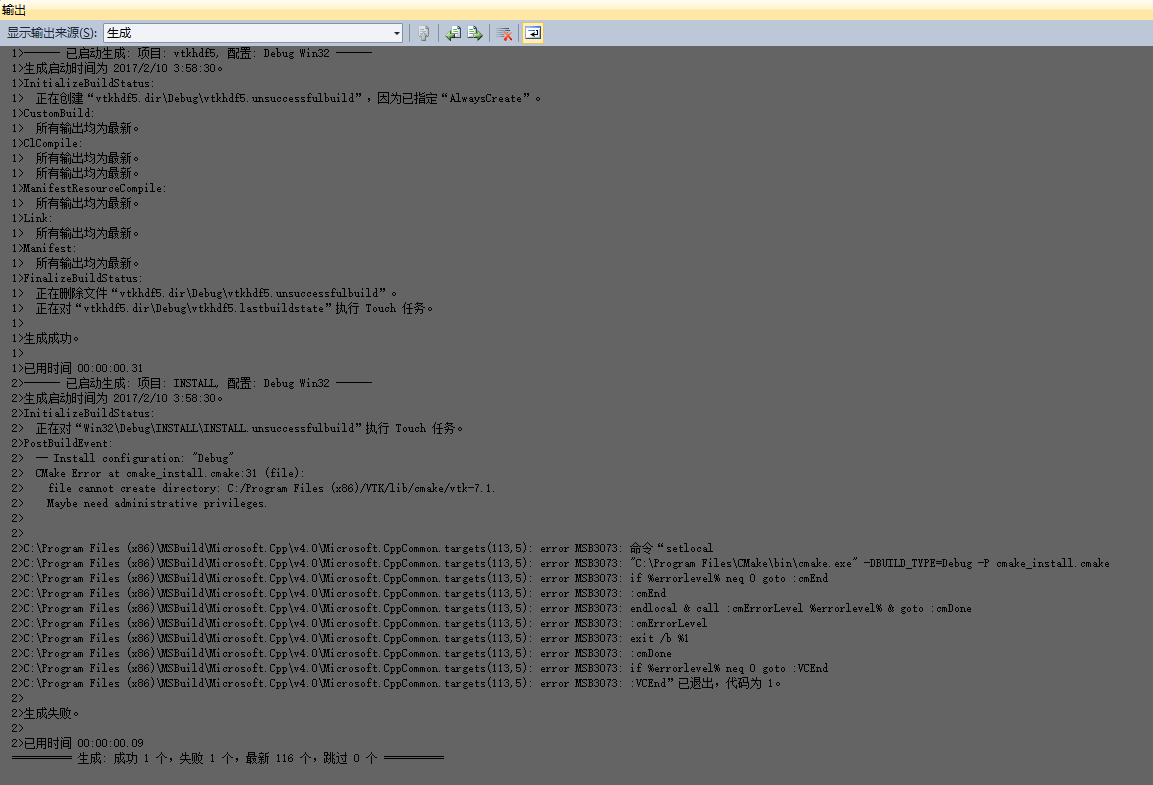 输出
显示输出来源(S): 生成
1>------ 已启动生成: 项目: vtkhdf5, 配置: Debug Win32 ------
1>生成启动时间为 2017/2/10 3:58:30。
1>InitializeBuildStatus:
1>  正在创建“vtkhdf5.dir\Debug\vtkhdf5.unsuccessfulbuild”，因为已指定“AlwaysCreate”。
1>CustomBuild:
1>  所有输出均为最新。
1>ClCompile:
1>  所有输出均为最新。
1>  所有输出均为最新。
1>ManifestResourceCompile:
1>  所有输出均为最新。
1>Link:
1>  所有输出均为最新。
1>Manifest:
1>  所有输出均为最新。
1>FinalizeBuildStatus:
1>  正在删除文件“vtkhdf5.dir\Debug\vtkhdf5.unsuccessfulbuild”。
1>  正在对“vtkhdf5.dir\Debug\vtkhdf5.lastbuildstate”执行 Touch 任务。
1>
1>生成成功。
1>
1>已用时间 00:00:00.31
2>------ 已启动生成: 项目: INSTALL, 配置: Debug Win32 ------
2>生成启动时间为 2017/2/10 3:58:30。
2>InitializeBuildStatus:
2>  正在对“Win32\Debug\INSTALL\INSTALL.unsuccessfulbuild”执行 Touch 任务。
2>PostBuildEvent:
2>  -- Install configuration: "Debug"
2>  CMake Error at cmake_install.cmake:31 (file):
2>    file cannot create directory: C:/Program Files (x86)/VTK/lib/cmake/vtk-7.1.
2>    Maybe need administrative privileges.
2>
2>
2>C:\Program Files (x86)\MSBuild\Microsoft.Cpp\v4.0\Microsoft.CppCommon.targets(113,5): error MSB3073: 命令“setlocal
2>C:\Program Files (x86)\MSBuild\Microsoft.Cpp\v4.0\Microsoft.CppCommon.targets(113,5): error MSB3073: "C:\Program Files\CMake\bin\cmake.exe" -DBUILD_TYPE=Debug -P cmake_install.cmake
2>C:\Program Files (x86)\MSBuild\Microsoft.Cpp\v4.0\Microsoft.CppCommon.targets(113,5): error MSB3073: if %errorlevel% neq 0 goto :cmEnd
2>C:\Program Files (x86)\MSBuild\Microsoft.Cpp\v4.0\Microsoft.CppCommon.targets(113,5): error MSB3073: :cmEnd
2>C:\Program Files (x86)\MSBuild\Microsoft.Cpp\v4.0\Microsoft.CppCommon.targets(113,5): error MSB3073: endlocal & call :cmErrorLevel %errorlevel% & goto :cmDone
2>C:\Program Files (x86)\MSBuild\Microsoft.Cpp\v4.0\Microsoft.CppCommon.targets(113,5): error MSB3073: :cmErrorLevel
2>C:\Program Files (x86)\MSBuild\Microsoft.Cpp\v4.0\Microsoft.CppCommon.targets(113,5): error MSB3073: exit /b %1
2>C:\Program Files (x86)\MSBuild\Microsoft.Cpp\v4.0\Microsoft.CppCommon.targets(113,5): error MSB3073: :cmDone
2>C:\Program Files (x86)\MSBuild\Microsoft.Cpp\v4.0\Microsoft.CppCommon.targets(113,5): error MSB3073: if %errorlevel% neq 0 goto :VCEnd
2>C:\Program Files (x86)\MSBuild\Microsoft.Cpp\v4.0\Microsoft.CppCommon.targets(113,5): error MSB3073: :VCEnd”已退出，代码为 1。
2>
2>生成失败。
2>
2>已用时间 00:00:00.09
========== 生成: 成功 1 个，失败 1 个，最新 116 个，跳过 0 个 ==========